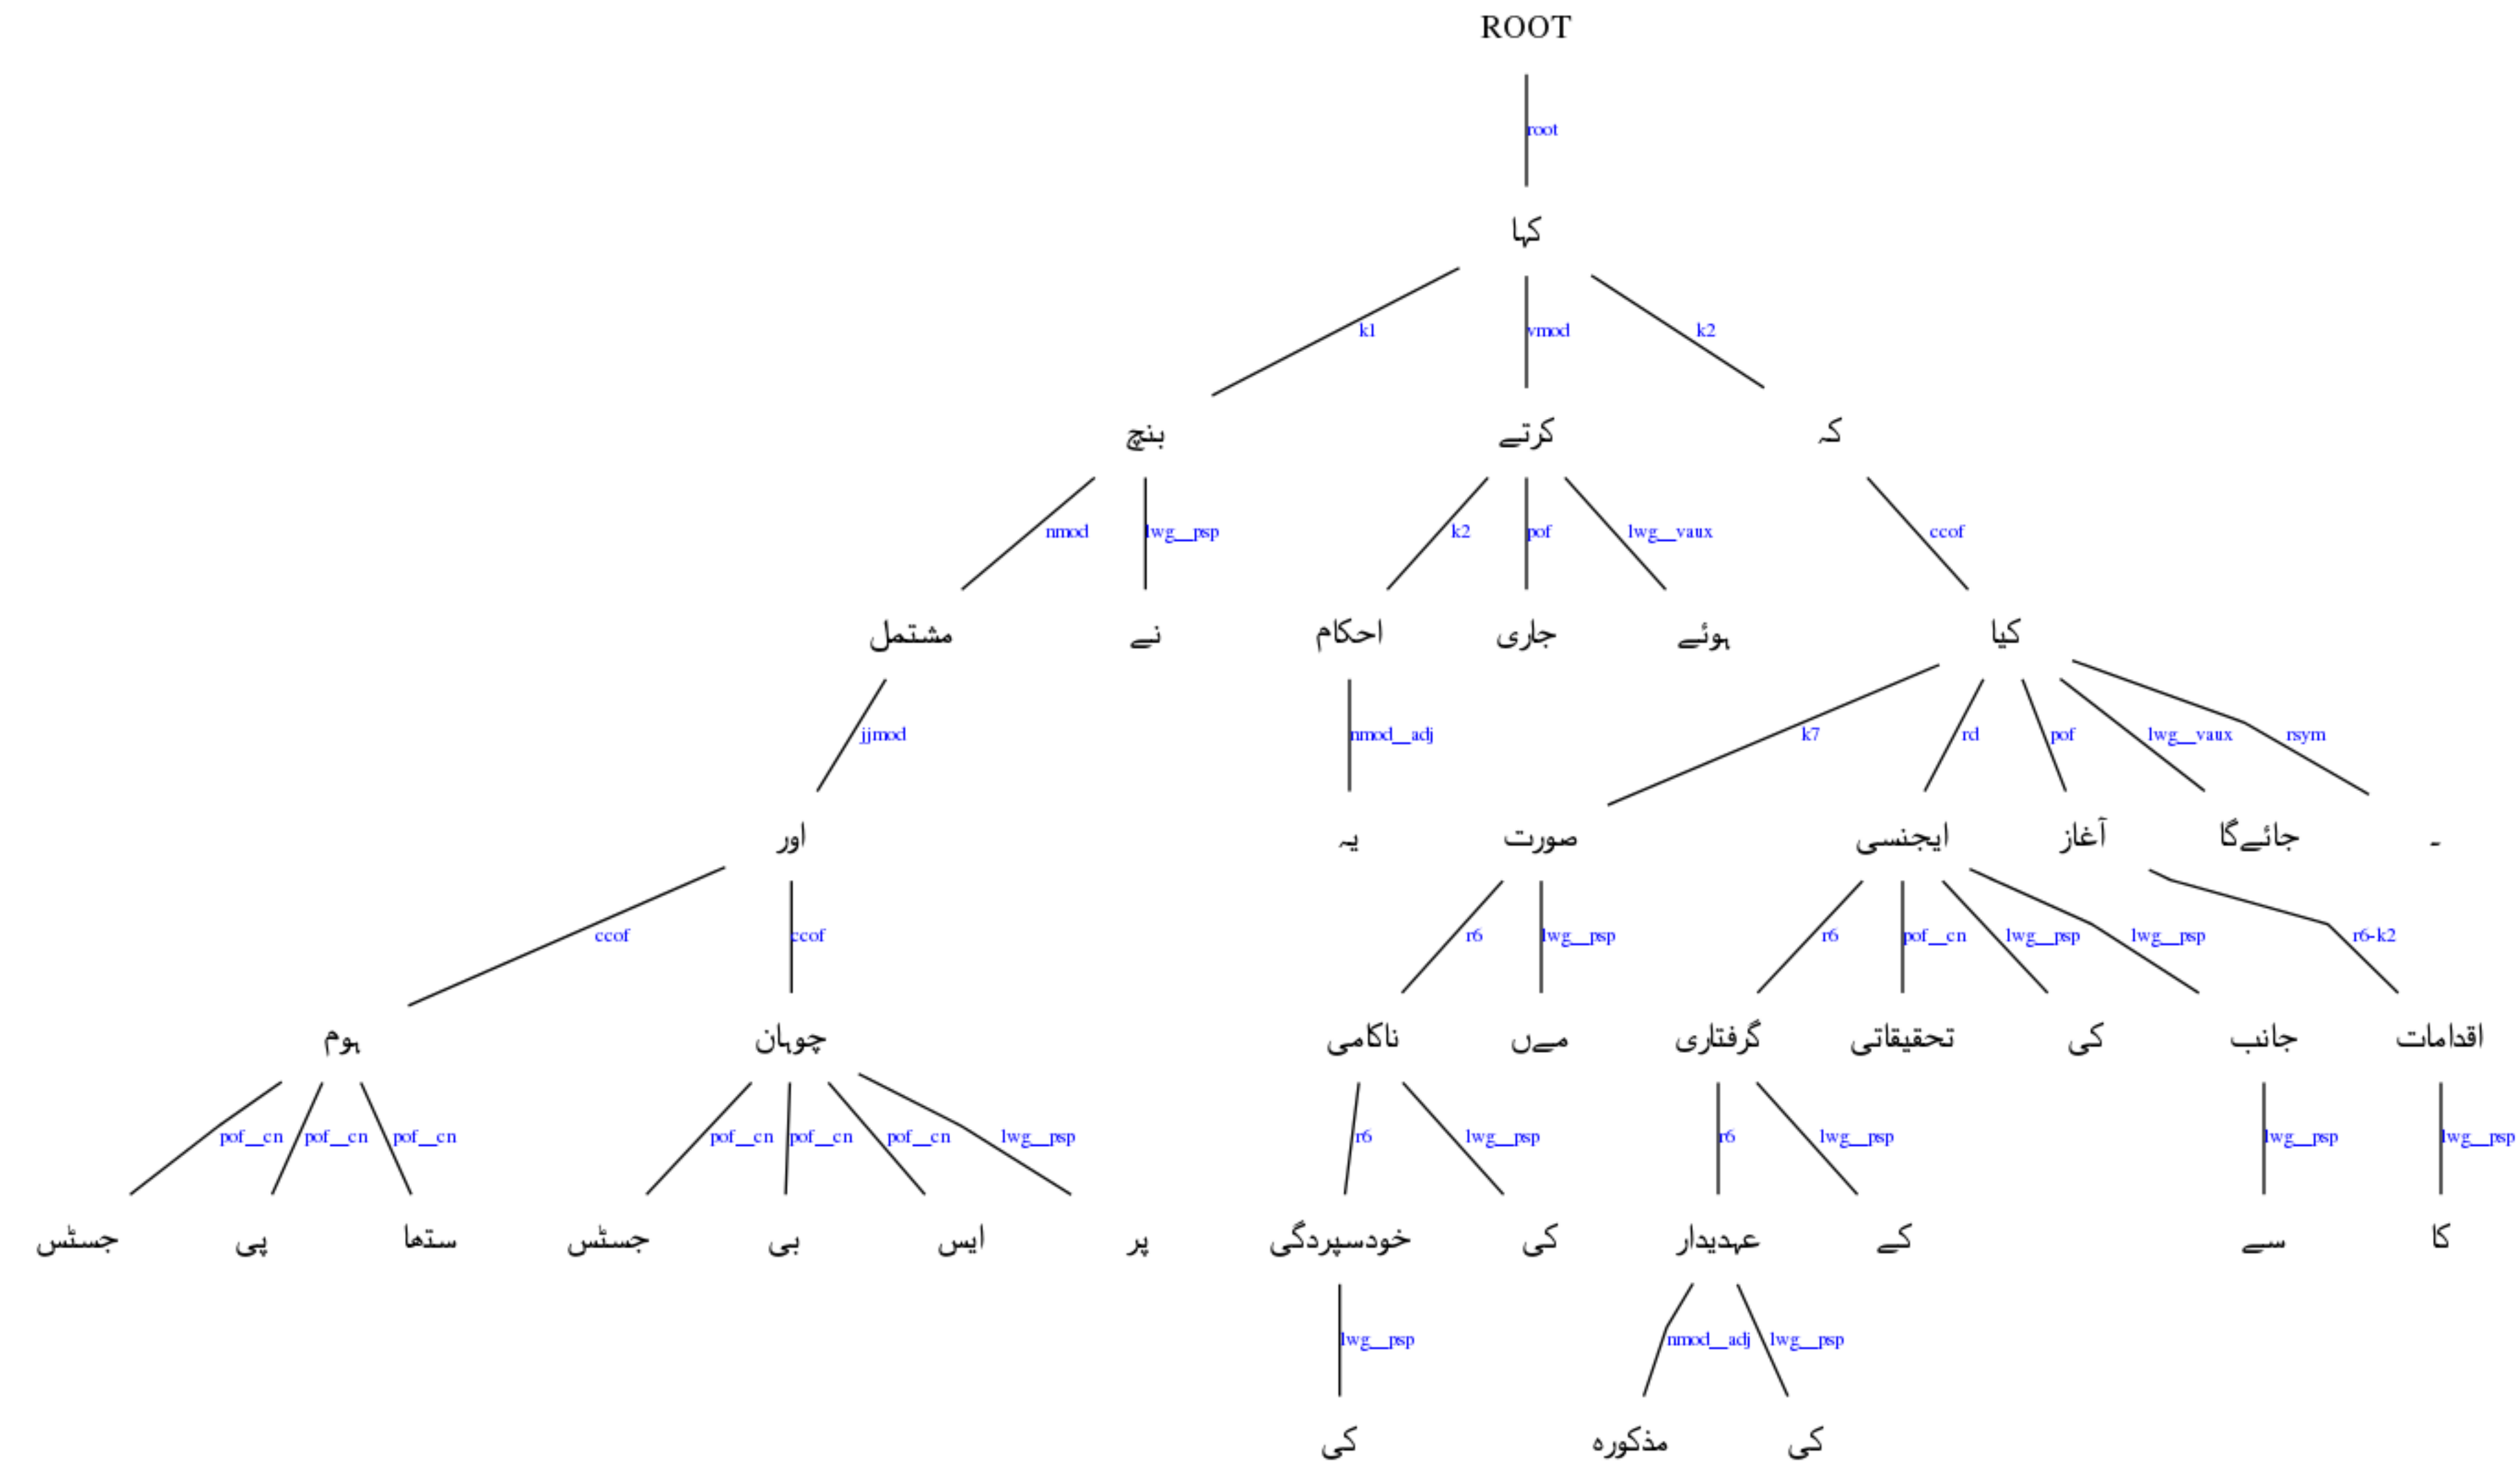 ROOT
root
کہا
k1 vmod k2
بنچ کرتے کہ
nmod lwg__psp k2 pof lwg__vaux ccof
مشتمل نے احکام جاری ہوئے کیا
jjmod nmod__adj k7 rd pof lwg__vaux rsym
اور یہ صورت ایجنسی آغاز جائےگا ۔
ccof ccof r6 lwg__psp r6 pof__cn lwg__psp lwg__psp r6-k2
ہوم چوہان ناکامی مےں گرفتاری تحقیقاتی کی جانب اقدامات
pof__cn pof__cn pof__cn pof__cn pof__cn pof__cn lwg__psp r6 lwg__psp r6 lwg__psp lwg__psp lwg__psp
جسٹس پی ستھا جسٹس بی ایس پر خودسپردگی کی عہدیدار کے سے کا
lwg__psp nmod__adj lwg__psp
کی مذکورہ کی